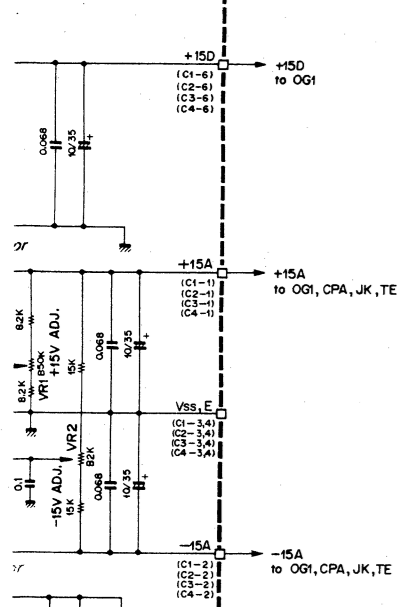 +15D
(C1-6)
(C2-6)
(C3-6)
(C4-6)
+15D
to OG1
0.068
10/35
+
or
+15A
(C1-1)
(C2-1)
(C3-1)
(C4-1)
+15A
to OG1, CPA, JK, TE
8.2K
VR1 B50K
+15V ADJ.
8.2K
15K
0.068
10/35
+
Vss, E
(C1-3,4)
(C2-3,4)
(C3-3,4)
(C4-3,4)
VR2
B2K
0.1
-15V ADJ.
15K
0.068
10/35
+
-15A
(C1-2)
(C2-2)
(C3-2)
(C4-2)
-15A
to OG1, CPA, JK, TE